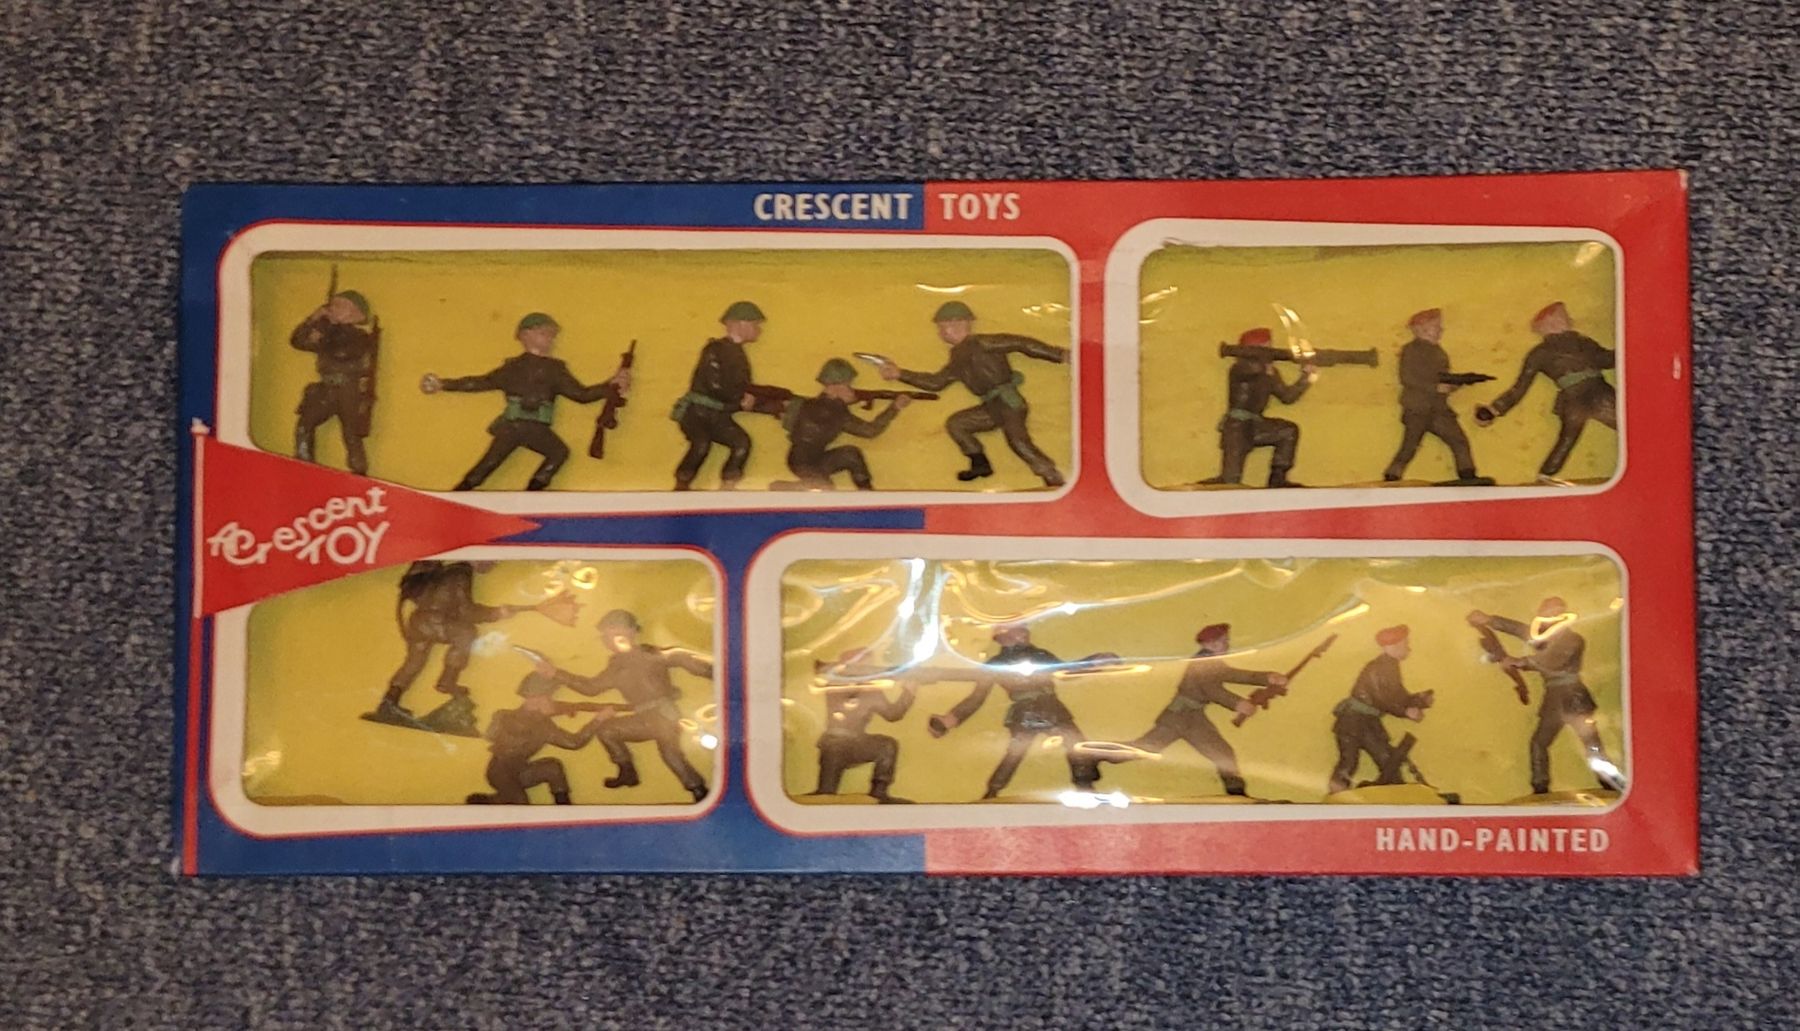 CRESCENT TOYS
A Crescent
TOY
HAND-PAINTED